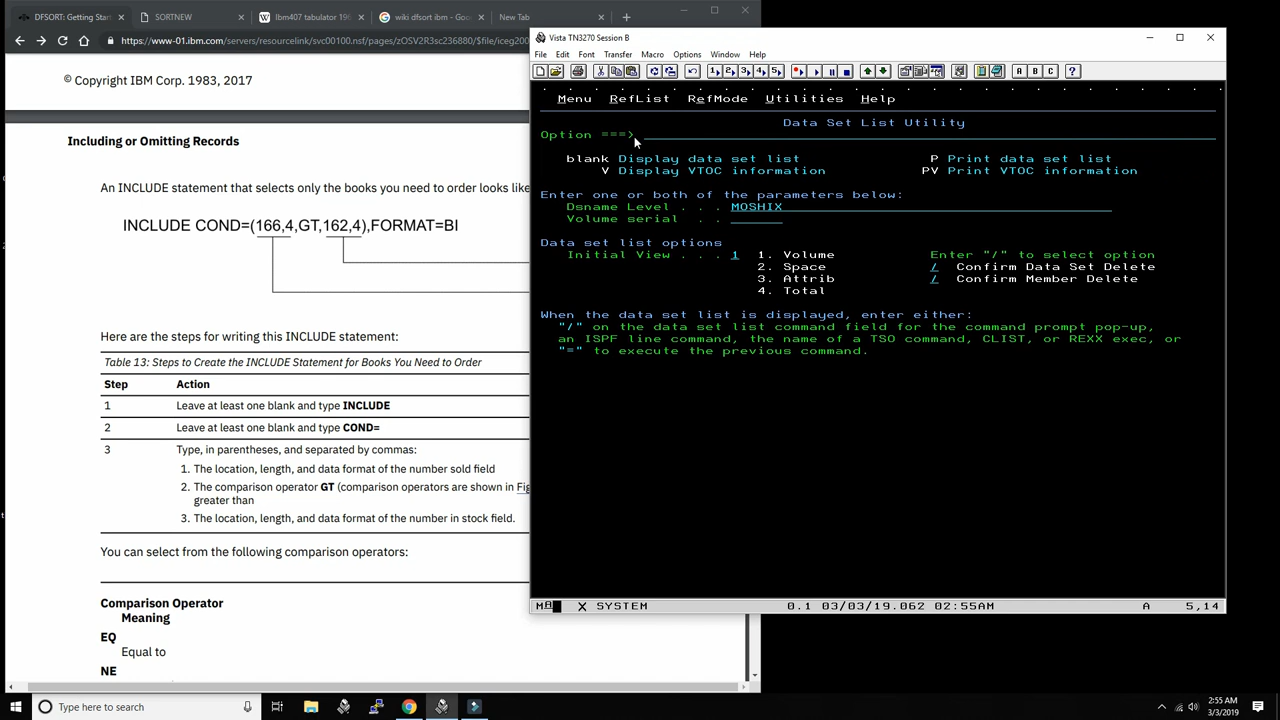 DFSORT: Getting Star
SORTNEW
Ibm407 tabulator 198
wiki dfsort ibm - Goo
New Tab
https://www-01.ibm.com/servers/resourcelink/svc00100.nsf/pages/zOSV2R3sc236880/$file/iceg200
© Copyright IBM Corp. 1983, 2017
Including or Omitting Records
An INCLUDE statement that selects only the books you need to order looks like
INCLUDE COND=(166,4,GT,162,4),FORMAT=BI
Here are the steps for writing this INCLUDE statement:
Table 13: Steps to Create the INCLUDE Statement for Books You Need to Order
Step Action
1 Leave at least one blank and type INCLUDE
2 Leave at least one blank and type COND=
3 Type, in parentheses, and separated by commas:
1. The location, length, and data format of the number sold field
2. The comparison operator GT (comparison operators are shown in Fig
greater than
3. The location, length, and data format of the number in stock field.
You can select from the following comparison operators:
Comparison Operator
Meaning
EQ
Equal to
NE
Vista TN3270 Session B
File Edit Font Transfer Macro Options Window Help
1 2 3 4 5 A B C ?
Menu RefList RefMode Utilities Help
Data Set List Utility
Option ===>
blank Display data set list P Print data set list
V Display VTOC information PV Print VTOC information
Enter one or both of the parameters below:
Dsname Level . . . MOSHIX
Volume serial . .
Data set list options
Initial View . . . 1 1. Volume Enter "/" to select option
2. Space / Confirm Data Set Delete
3. Attrib / Confirm Member Delete
4. Total
When the data set list is displayed, enter either:
"/" on the data set list command field for the command prompt pop-up,
an ISPF line command, the name of a TSO command, CLIST, or REXX exec, or
"=" to execute the previous command.
MA X SYSTEM 0.1 03/03/19.062 02:55AM A 5,14
Type here to search
2:55 AM
3/3/2019